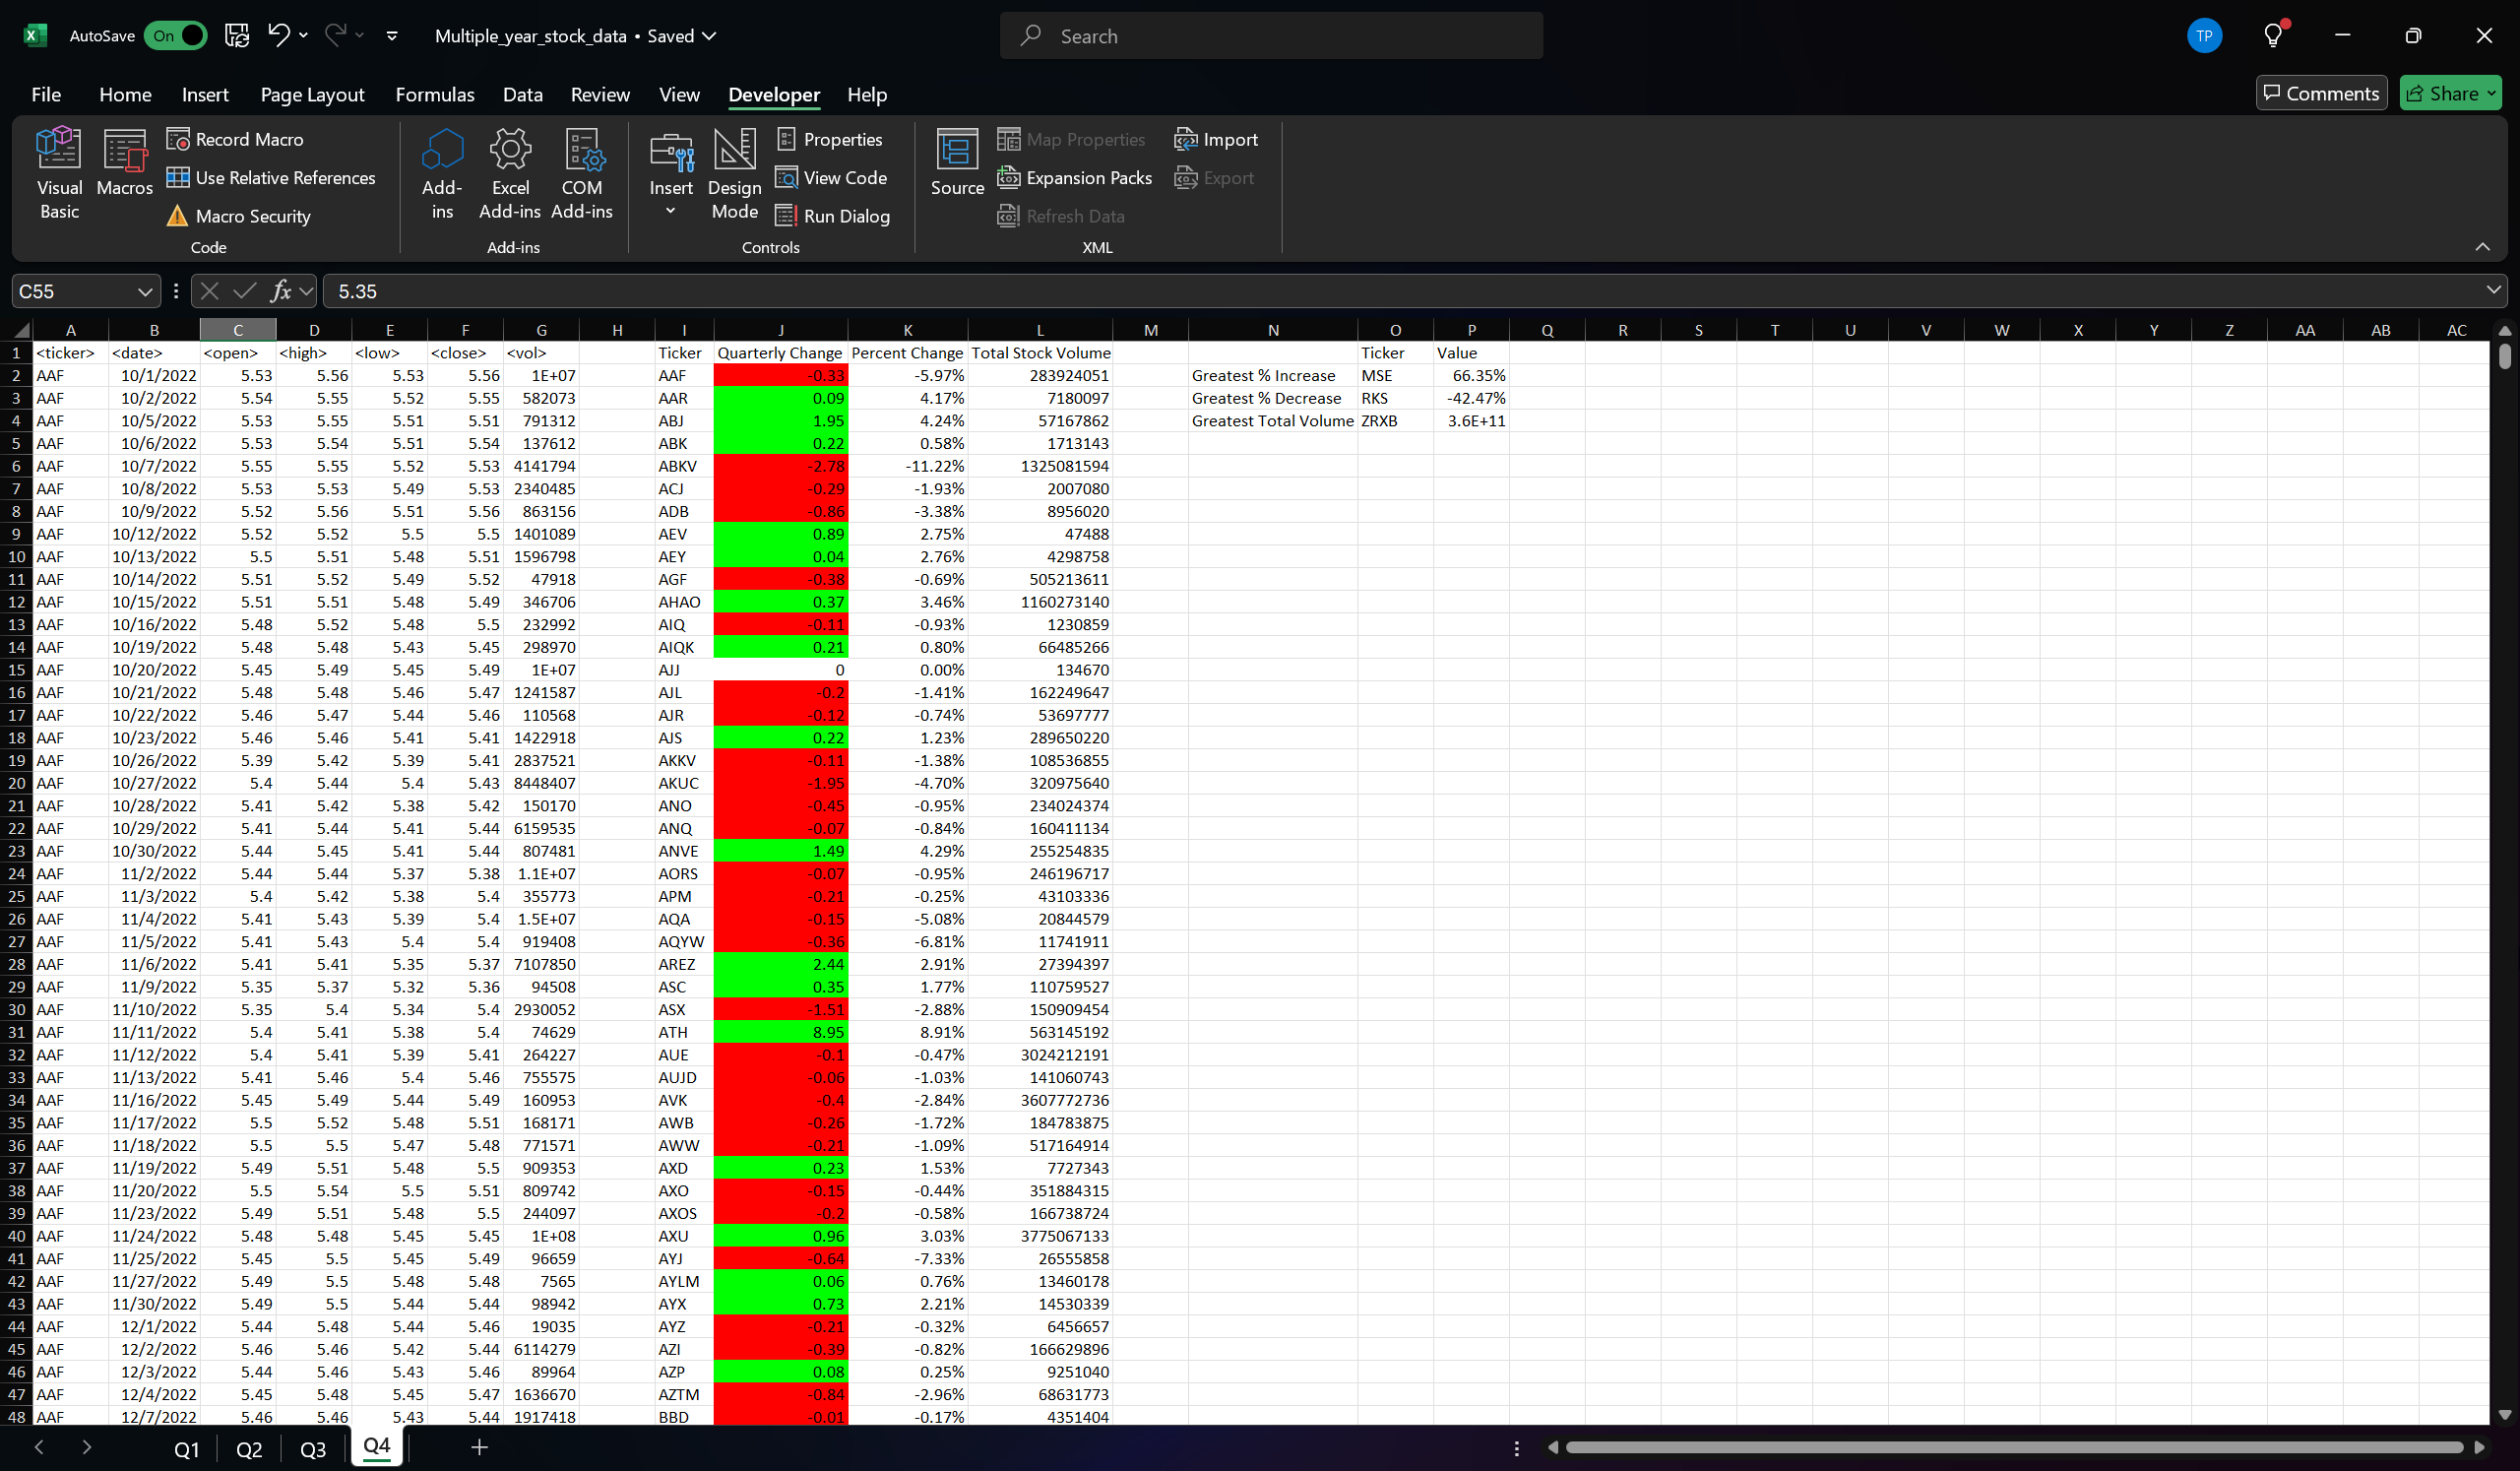 AutoSave On Multiple_year_stock_data • Saved Search TP
File Home Insert Page Layout Formulas Data Review View Developer Help Comments Share
Visual Basic
Macros
Record Macro
Use Relative References
Macro Security
Code
Add-ins
Excel Add-ins
COM Add-ins
Add-ins
Insert
Design Mode
Properties
View Code
Run Dialog
Controls
Source
Map Properties
Expansion Packs
Refresh Data
Import
Export
XML
C55 fx 5.35
A B C D E F G H I J K L M N O P Q R S T U V W X Y Z AA AB AC
1 <ticker> <date> <open> <high> <low> <close> <vol> Ticker Quarterly Change Percent Change Total Stock Volume Ticker Value
2 AAF 10/1/2022 5.53 5.56 5.53 5.56 1E+07 AAF -0.33 -5.97% 283924051 Greatest % Increase MSE 66.35%
3 AAF 10/2/2022 5.54 5.55 5.52 5.55 582073 AAR 0.09 4.17% 7180097 Greatest % Decrease RKS -42.47%
4 AAF 10/5/2022 5.53 5.55 5.51 5.51 791312 ABJ 1.95 4.24% 57167862 Greatest Total Volume ZRXB 3.6E+11
5 AAF 10/6/2022 5.53 5.54 5.51 5.54 137612 ABK 0.22 0.58% 1713143
6 AAF 10/7/2022 5.55 5.55 5.52 5.53 4141794 ABKV -2.78 -11.22% 1325081594
7 AAF 10/8/2022 5.53 5.53 5.49 5.53 2340485 ACJ -0.29 -1.93% 2007080
8 AAF 10/9/2022 5.52 5.56 5.51 5.56 863156 ADB -0.86 -3.38% 8956020
9 AAF 10/12/2022 5.52 5.52 5.5 5.5 1401089 AEV 0.89 2.75% 47488
10 AAF 10/13/2022 5.5 5.51 5.48 5.51 1596798 AEY 0.04 2.76% 4298758
11 AAF 10/14/2022 5.51 5.52 5.49 5.52 47918 AGF -0.38 -0.69% 505213611
12 AAF 10/15/2022 5.51 5.51 5.48 5.49 346706 AHAO 0.37 3.46% 1160273140
13 AAF 10/16/2022 5.48 5.52 5.48 5.5 232992 AIQ -0.11 -0.93% 1230859
14 AAF 10/19/2022 5.48 5.48 5.43 5.45 298970 AIQK 0.21 0.80% 66485266
15 AAF 10/20/2022 5.45 5.49 5.45 5.49 1E+07 AJJ 0 0.00% 134670
16 AAF 10/21/2022 5.48 5.48 5.46 5.47 1241587 AJL -0.2 -1.41% 162249647
17 AAF 10/22/2022 5.46 5.47 5.44 5.46 110568 AJR -0.12 -0.74% 53697777
18 AAF 10/23/2022 5.46 5.46 5.41 5.41 1422918 AJS 0.22 1.23% 289650220
19 AAF 10/26/2022 5.39 5.42 5.39 5.41 2837521 AKKV -0.11 -1.38% 108536855
20 AAF 10/27/2022 5.4 5.44 5.4 5.43 8448407 AKUC -1.95 -4.70% 320975640
21 AAF 10/28/2022 5.41 5.42 5.38 5.42 150170 ANO -0.45 -0.95% 234024374
22 AAF 10/29/2022 5.41 5.44 5.41 5.44 6159535 ANQ -0.07 -0.84% 160411134
23 AAF 10/30/2022 5.44 5.45 5.41 5.44 807481 ANVE 1.49 4.29% 255254835
24 AAF 11/2/2022 5.44 5.44 5.37 5.38 1.1E+07 AORS -0.07 -0.95% 246196717
25 AAF 11/3/2022 5.4 5.42 5.38 5.4 355773 APM -0.21 -0.25% 43103336
26 AAF 11/4/2022 5.41 5.43 5.39 5.4 1.5E+07 AQA -0.15 -5.08% 20844579
27 AAF 11/5/2022 5.41 5.43 5.4 5.4 919408 AQYW -0.36 -6.81% 11741911
28 AAF 11/6/2022 5.41 5.41 5.35 5.37 7107850 AREZ 2.44 2.91% 27394397
29 AAF 11/9/2022 5.35 5.37 5.32 5.36 94508 ASC 0.35 1.77% 110759527
30 AAF 11/10/2022 5.35 5.4 5.34 5.4 2930052 ASX -1.51 -2.88% 150909454
31 AAF 11/11/2022 5.4 5.41 5.38 5.4 74629 ATH 8.95 8.91% 563145192
32 AAF 11/12/2022 5.4 5.41 5.39 5.41 264227 AUE -0.1 -0.47% 3024212191
33 AAF 11/13/2022 5.41 5.46 5.4 5.46 755575 AUJD -0.06 -1.03% 141060743
34 AAF 11/16/2022 5.45 5.49 5.44 5.49 160953 AVK -0.4 -2.84% 3607772736
35 AAF 11/17/2022 5.5 5.52 5.48 5.51 168171 AWB -0.26 -1.72% 184783875
36 AAF 11/18/2022 5.5 5.5 5.47 5.48 771571 AWW -0.21 -1.09% 517164914
37 AAF 11/19/2022 5.49 5.51 5.48 5.5 909353 AXD 0.23 1.53% 7727343
38 AAF 11/20/2022 5.5 5.54 5.5 5.51 809742 AXO -0.15 -0.44% 351884315
39 AAF 11/23/2022 5.49 5.51 5.48 5.5 244097 AXOS -0.2 -0.58% 166738724
40 AAF 11/24/2022 5.48 5.48 5.45 5.45 1E+08 AXU 0.96 3.03% 3775067133
41 AAF 11/25/2022 5.45 5.5 5.45 5.49 96659 AYJ -0.64 -7.33% 26555858
42 AAF 11/27/2022 5.49 5.5 5.48 5.48 7565 AYLM 0.06 0.76% 13460178
43 AAF 11/30/2022 5.49 5.5 5.44 5.44 98942 AYX 0.73 2.21% 14530339
44 AAF 12/1/2022 5.44 5.48 5.44 5.46 19035 AYZ -0.21 -0.32% 6456657
45 AAF 12/2/2022 5.46 5.46 5.42 5.44 6114279 AZI -0.39 -0.82% 166629896
46 AAF 12/3/2022 5.44 5.46 5.43 5.46 89964 AZP 0.08 0.25% 9251040
47 AAF 12/4/2022 5.45 5.48 5.45 5.47 1636670 AZTM -0.84 -2.96% 68631773
48 AAF 12/7/2022 5.46 5.46 5.43 5.44 1917418 BBD -0.01 -0.17% 4351404
Q1 Q2 Q3 Q4